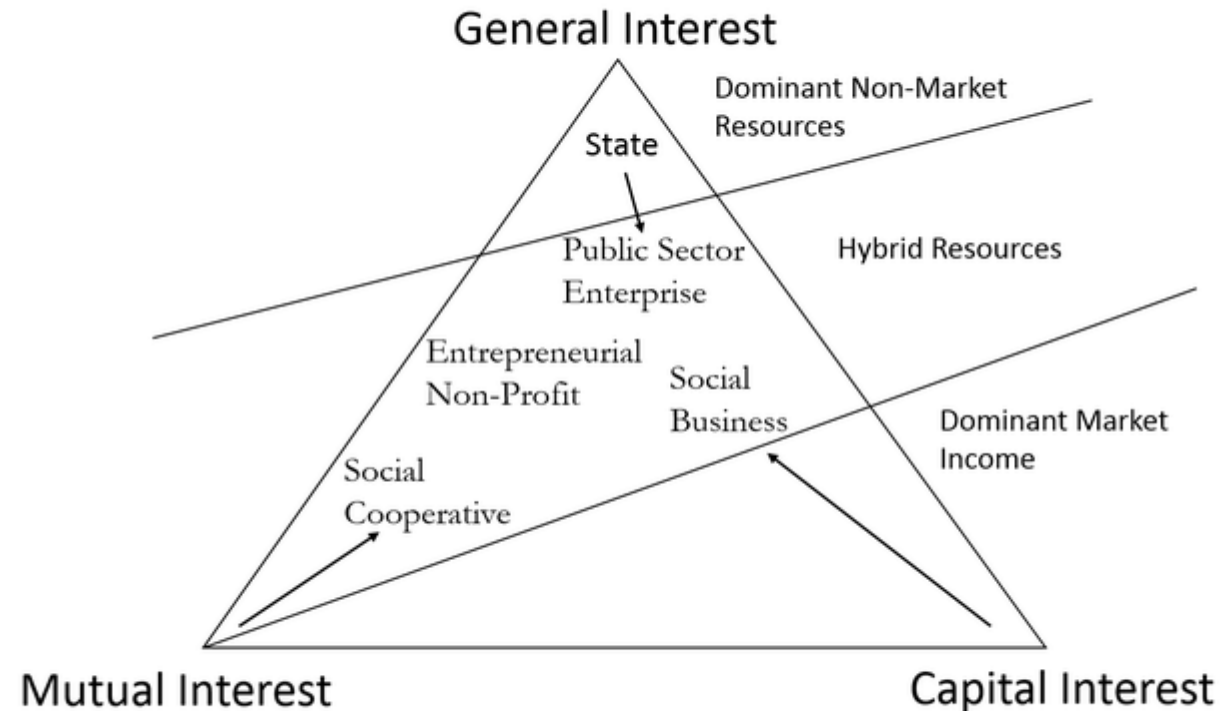 General Interest
Dominant Non-Market
Resources
State
Public Sector
Enterprise
Hybrid Resources
Entrepreneurial
Non-Profit
Social
Business
Dominant Market
Income
Social
Cooperative
Mutual Interest
Capital Interest